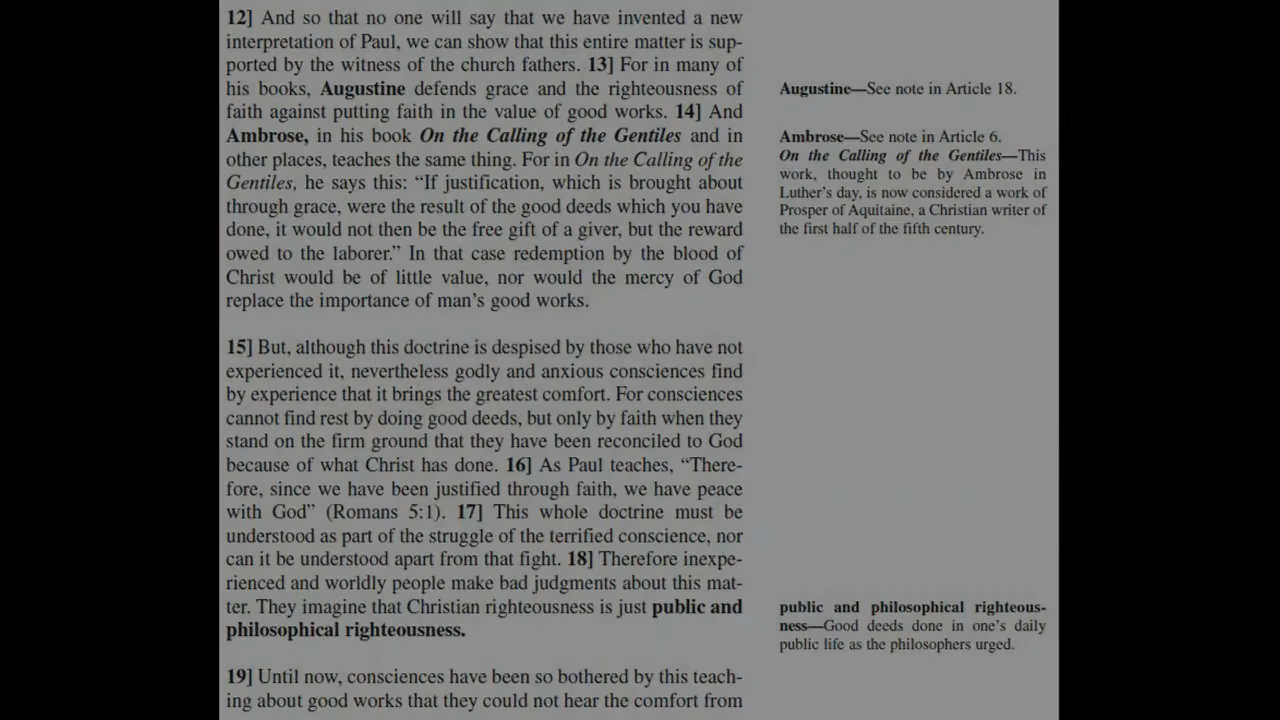 12] And so that no one will say that we have invented a new
interpretation of Paul, we can show that this entire matter is sup-
ported by the witness of the church fathers. 13] For in many of
his books, Augustine defends grace and the righteousness of
faith against putting faith in the value of good works. 14] And
Ambrose, in his book On the Calling of the Gentiles and in
other places, teaches the same thing. For in On the Calling of the
Gentiles, he says this: “If justification, which is brought about
through grace, were the result of the good deeds which you have
done, it would not then be the free gift of a giver, but the reward
owed to the laborer.” In that case redemption by the blood of
Christ would be of little value, nor would the mercy of God
replace the importance of man’s good works.
15] But, although this doctrine is despised by those who have not
experienced it, nevertheless godly and anxious consciences find
by experience that it brings the greatest comfort. For consciences
cannot find rest by doing good deeds, but only by faith when they
stand on the firm ground that they have been reconciled to God
because of what Christ has done. 16] As Paul teaches, “There-
fore, since we have been justified through faith, we have peace
with God” (Romans 5:1). 17] This whole doctrine must be
understood as part of the struggle of the terrified conscience, nor
can it be understood apart from that fight. 18] Therefore inexpe-
rienced and worldly people make bad judgments about this mat-
ter. They imagine that Christian righteousness is just public and
philosophical righteousness.
19] Until now, consciences have been so bothered by this teach-
ing about good works that they could not hear the comfort from
Augustine—See note in Article 18.
Ambrose—See note in Article 6.
On the Calling of the Gentiles—This
work, thought to be by Ambrose in
Luther’s day, is now considered a work of
Prosper of Aquitaine, a Christian writer of
the first half of the fifth century.
public and philosophical righteous-
ness—Good deeds done in one’s daily
public life as the philosophers urged.